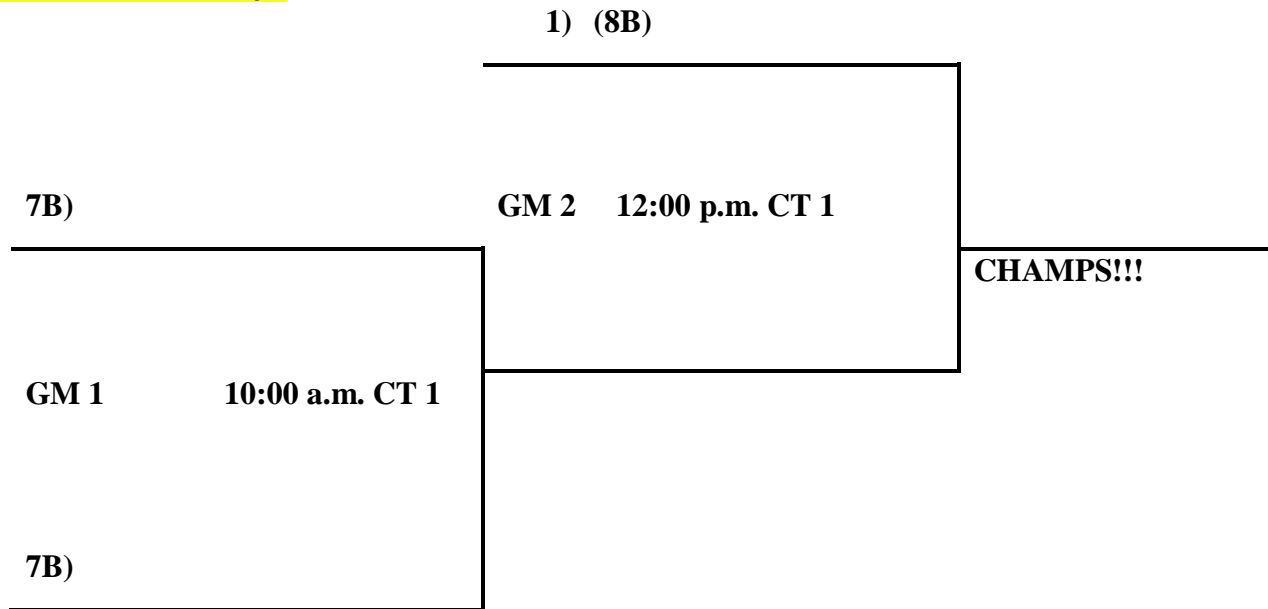 1) (8B)
7B)
GM 2 12:00 p.m. CT 1
CHAMPS!!!
GM 1 10:00 a.m. CT 1
7B)